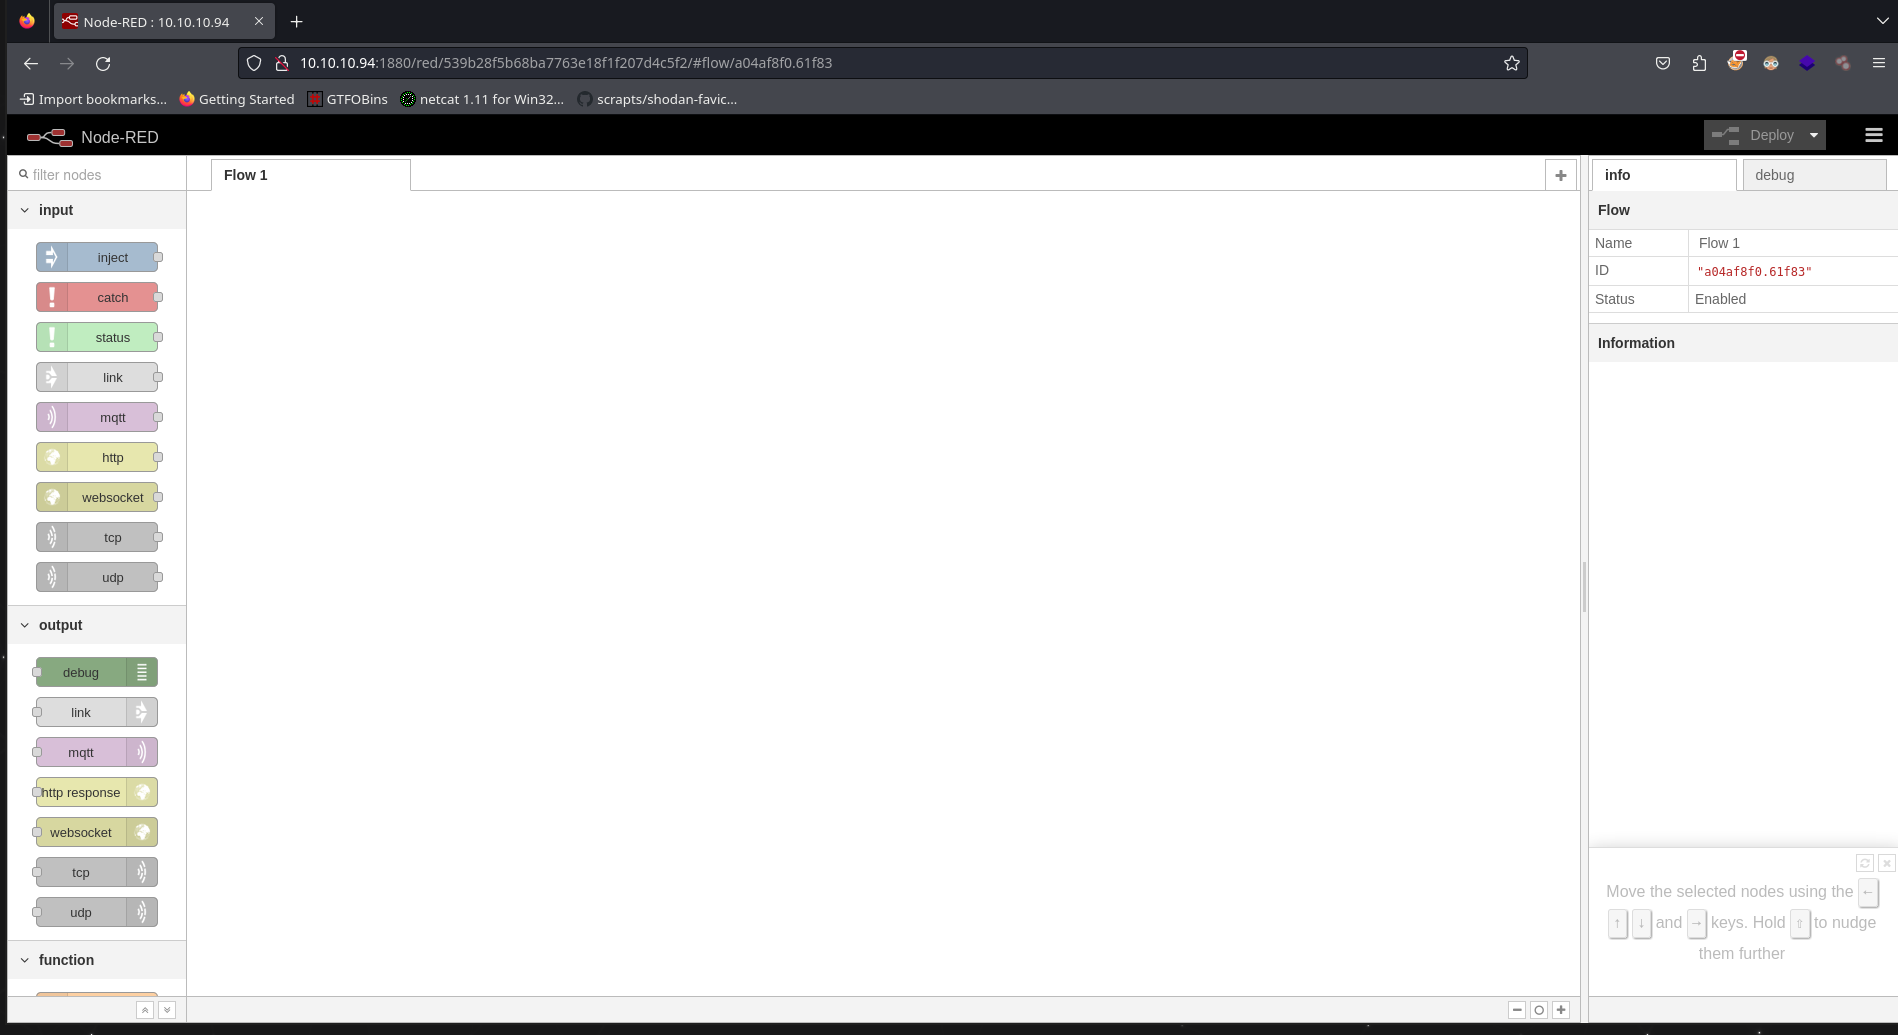 Node-RED : 10.10.10.94
10.10.10.94:1880/red/539b28f5b68ba7763e18f1f207d4c5f2/#flow/a04af8f0.61f83
Import bookmarks... Getting Started GTFOBins netcat 1.11 for Win32... scrapts/shodan-favic...
Node-RED Deploy
filter nodes
input
inject
catch
status
link
mqtt
http
websocket
tcp
udp
output
debug
link
mqtt
http response
websocket
tcp
udp
function
Flow 1
info debug
Flow
Name Flow 1
ID "a04af8f0.61f83"
Status Enabled
Information
Move the selected nodes using the ←
↑ ↓ and → keys. Hold ⇧ to nudge
them further